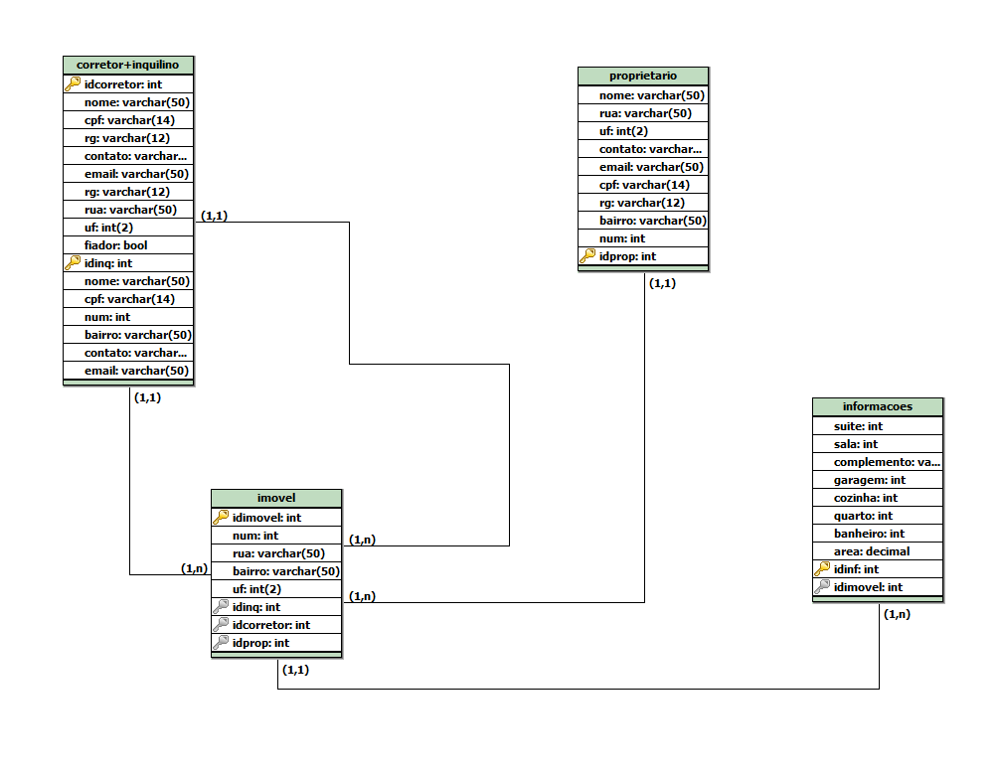 corretor+inquilino
idcorretor: int
nome: varchar(50)
cpf: varchar(14)
rg: varchar(12)
contato: varchar...
email: varchar(50)
rg: varchar(12)
rua: varchar(50)
uf: int(2)
fiador: bool
idinq: int
nome: varchar(50)
cpf: varchar(14)
num: int
bairro: varchar(50)
contato: varchar...
email: varchar(50)
(1,1)
(1,1)
proprietario
nome: varchar(50)
rua: varchar(50)
uf: int(2)
contato: varchar...
email: varchar(50)
cpf: varchar(14)
rg: varchar(12)
bairro: varchar(50)
num: int
idprop: int
(1,1)
imovel
idimovel: int
num: int
rua: varchar(50)
bairro: varchar(50)
uf: int(2)
idinq: int
idcorretor: int
idprop: int
(1,n)
(1,n)
(1,n)
(1,1)
informacoes
suite: int
sala: int
complemento: va...
garagem: int
cozinha: int
quarto: int
banheiro: int
area: decimal
idinf: int
idimovel: int
(1,n)